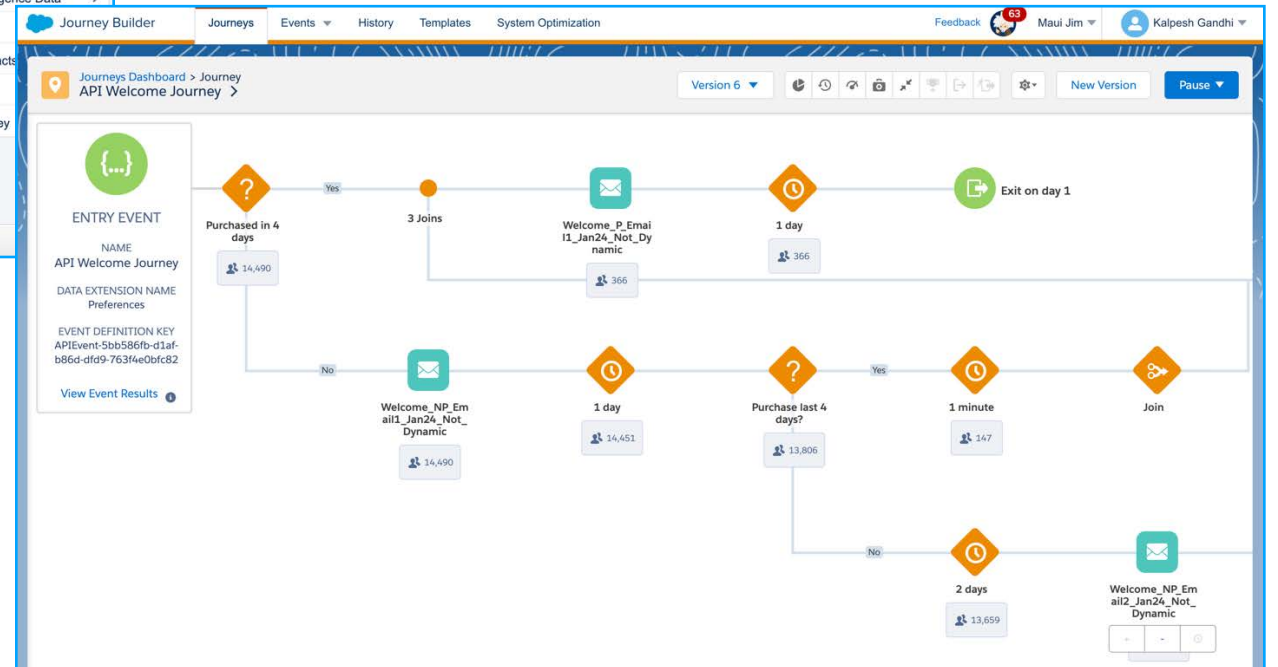 Journey Builder
Journeys
Events
History
Templates
System Optimization
Feedback
63
Maui Jim
Kalpesh Gandhi
Journeys Dashboard > Journey
API Welcome Journey >
Version 6
New Version
Pause
{...}
ENTRY EVENT
NAME
API Welcome Journey
DATA EXTENSION NAME
Preferences
EVENT DEFINITION KEY
APIEvent-5bb586fb-d1af-
b86d-dfd9-763f4e0bfc82
View Event Results
?
Purchased in 4
days
14,490
Yes
3 Joins
Welcome_P_Emai
l1_Jan24_Not_Dy
namic
366
1 day
366
Exit on day 1
No
Welcome_NP_Em
ail1_Jan24_Not_
Dynamic
14,490
1 day
14,451
?
Purchase last 4
days?
13,806
Yes
1 minute
147
Join
No
2 days
13,659
Welcome_NP_Em
ail2_Jan24_Not_
Dynamic